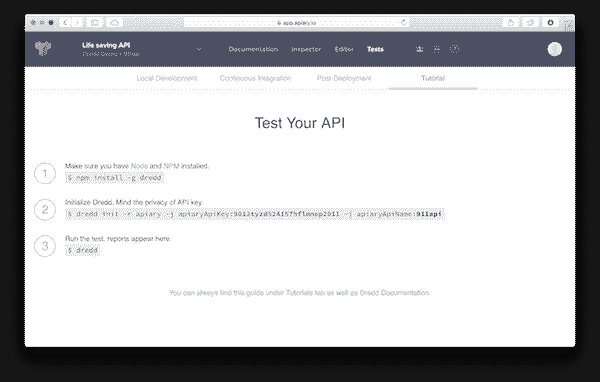 app.apiary.io
Life saving API
Documentation Inspector Editor Tests
Local Development Continuous Integration Post-Deployment Tutorial
Test Your API
1 Make sure you have Node and NPM installed.
$ npm install -g dredd
2 Initialize Dredd. Mind the privacy of API key.
$ dredd init -r apiary -j apiaryApiKey: -j apiaryApiName:911api
3 Run the test, reports appear here.
$ dredd
You can always find this guide under Tutorials tab as well as Dredd Documentation.